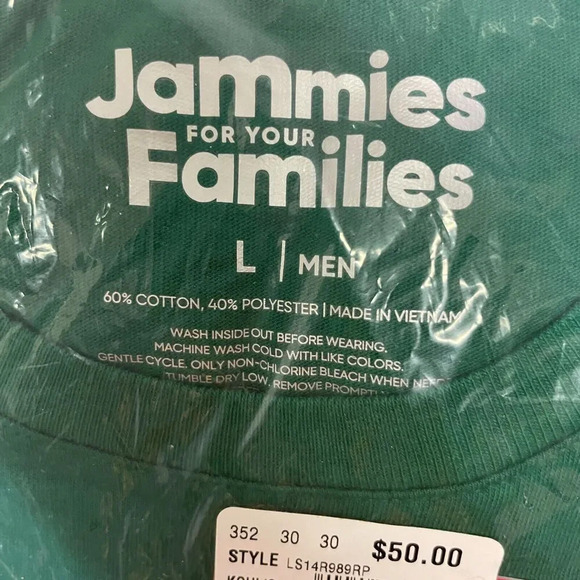 Jammies
FOR YOUR
Families
L | MEN
60% COTTON, 40% POLYESTER | MADE IN VIETNAM
WASH INSIDE OUT BEFORE WEARING.
MACHINE WASH COLD WITH LIKE COLORS.
GENTLE CYCLE. ONLY NON-CHLORINE BLEACH WHEN
TUMBLE DRY LOW. REMOVE
352 30 30
$50.00
STYLE LS14R989RP